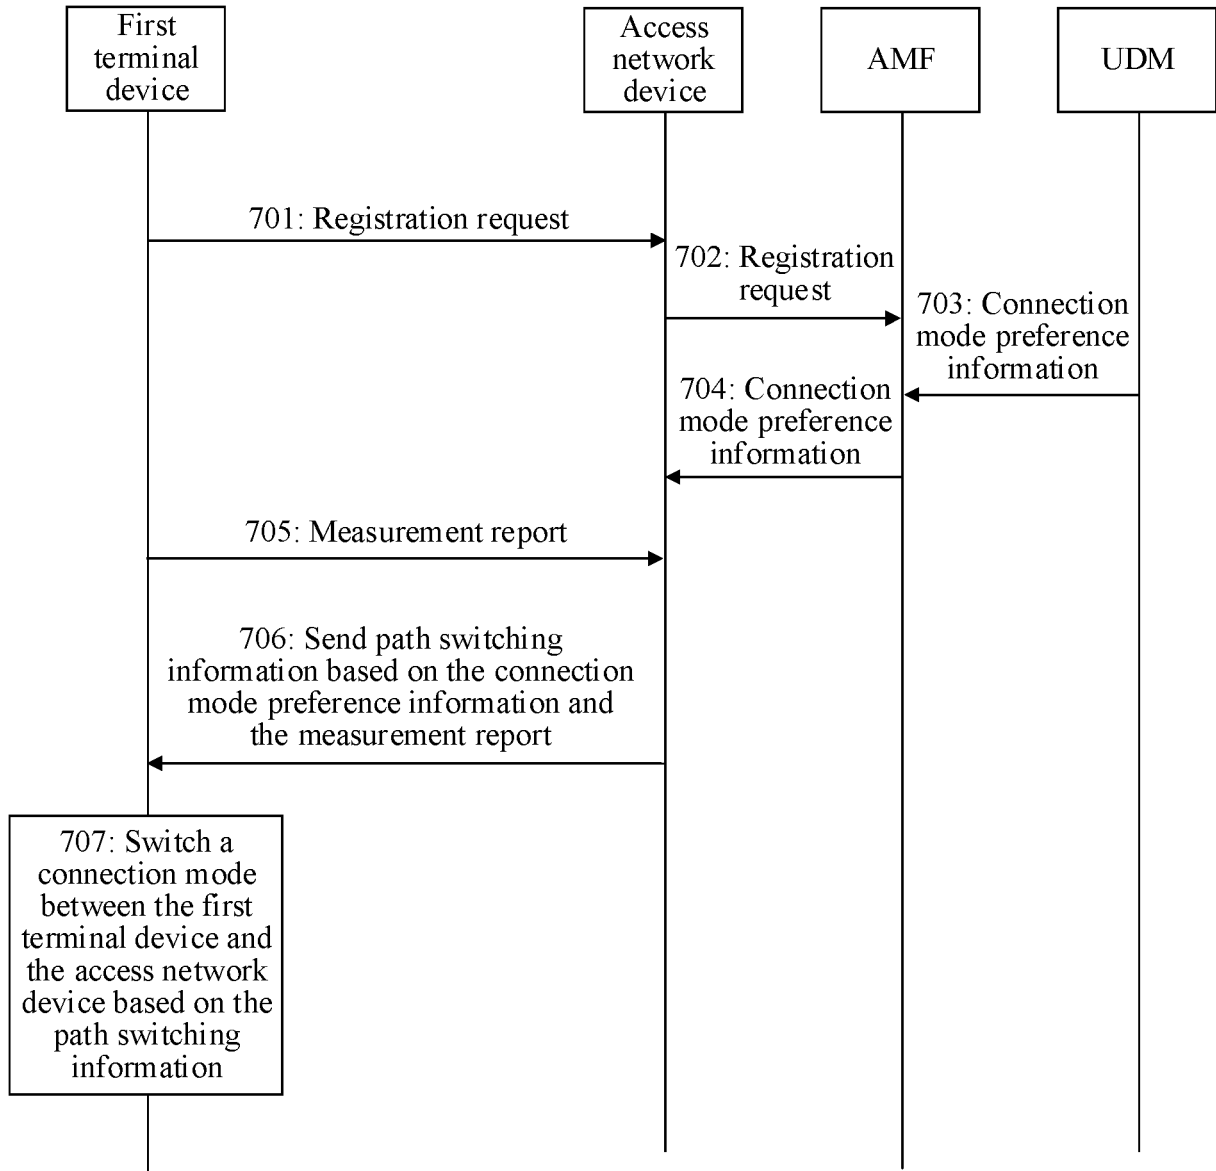 First
terminal
device
Access
network
device
AMF
UDM
701: Registration request
702: Registration
request
703: Connection
mode preference
information
704: Connection
mode preference
information
705: Measurement report
706: Send path switching
information based on the connection
mode preference information and
the measurement report
707: Switch a
connection mode
between the first
terminal device and
the access network
device based on the
path switching
information